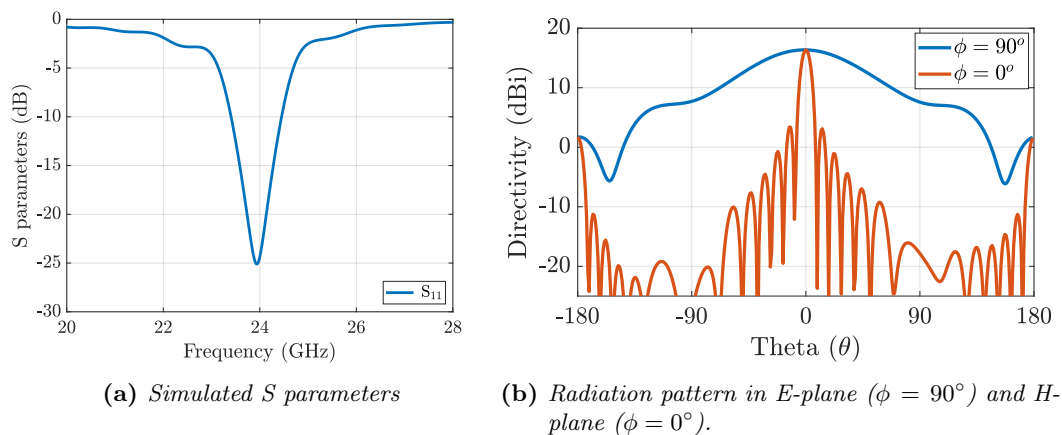 0
-5
-10
-15
-20
-25
-30
20 22 24 26 28
S parameters (dB)
Frequency (GHz)
S₁₁
20
10
0
-10
-20
-180 -90 0 90 180
Directivity (dBi)
Theta (θ)
ϕ = 90ᵒ
ϕ = 0ᵒ
(a) Simulated S parameters
(b) Radiation pattern in E-plane (ϕ = 90°) and H-
plane (ϕ = 0°).